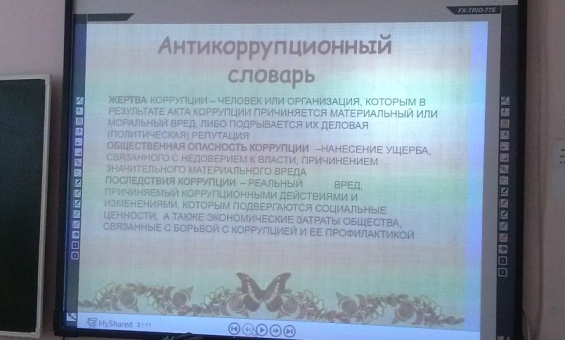 FX-TRIO-77E
Антикоррупционный
словарь
ЖЕРТВА КОРРУПЦИИ – ЧЕЛОВЕК ИЛИ ОРГАНИЗАЦИЯ, КОТОРЫМ В
РЕЗУЛЬТАТЕ АКТА КОРРУПЦИИ ПРИЧИНЯЕТСЯ МАТЕРИАЛЬНЫЙ ИЛИ
МОРАЛЬНЫЙ ВРЕД, ЛИБО ПОДРЫВАЕТСЯ ИХ ДЕЛОВАЯ
(ПОЛИТИЧЕСКАЯ) РЕПУТАЦИЯ
ОБЩЕСТВЕННАЯ ОПАСНОСТЬ КОРРУПЦИИ –НАНЕСЕНИЕ УЩЕРБА,
СВЯЗАННОГО С НЕДОВЕРИЕМ К ВЛАСТИ, ПРИЧИНЕНИЕМ
ЗНАЧИТЕЛЬНОГО МАТЕРИАЛЬНОГО ВРЕДА
ПОСЛЕДСТВИЯ КОРРУПЦИИ – РЕАЛЬНЫЙ ВРЕД,
ПРИЧИНЯЕМЫЙ КОРРУПЦИОННЫМИ ДЕЙСТВИЯМИ И
ИЗМЕНЕНИЯМИ, КОТОРЫМ ПОДВЕРГАЮТСЯ СОЦИАЛЬНЫЕ
ЦЕННОСТИ, А ТАКЖЕ ЭКОНОМИЧЕСКИЕ ЗАТРАТЫ ОБЩЕСТВА,
СВЯЗАННЫЕ С БОРЬБОЙ С КОРРУПЦИЕЙ И ЕЕ ПРОФИЛАКТИКОЙ
MyShared 2 / 11